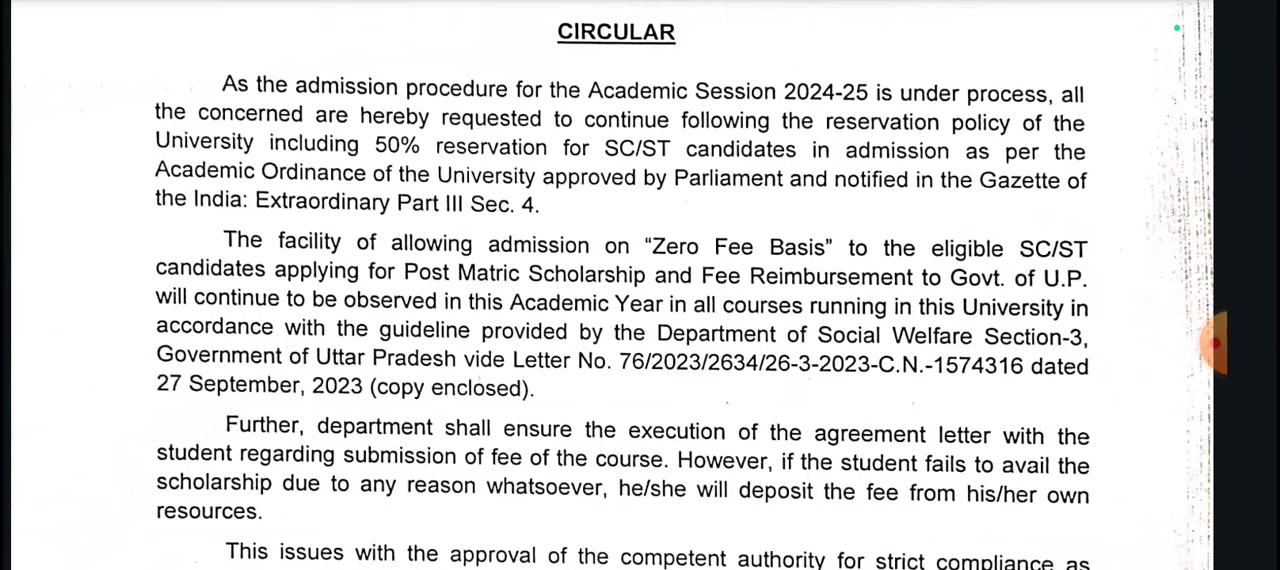 CIRCULAR
As the admission procedure for the Academic Session 2024-25 is under process, all
the concerned are hereby requested to continue following the reservation policy of the
University including 50% reservation for SC/ST candidates in admission as per the
Academic Ordinance of the University approved by Parliament and notified in the Gazette of
the India: Extraordinary Part III Sec. 4.
The facility of allowing admission on “Zero Fee Basis” to the eligible SC/ST
candidates applying for Post Matric Scholarship and Fee Reimbursement to Govt. of U.P.
will continue to be observed in this Academic Year in all courses running in this University in
accordance with the guideline provided by the Department of Social Welfare Section-3,
Government of Uttar Pradesh vide Letter No. 76/2023/2634/26-3-2023-C.N.-1574316 dated
27 September, 2023 (copy enclosed).
Further, department shall ensure the execution of the agreement letter with the
student regarding submission of fee of the course. However, if the student fails to avail the
scholarship due to any reason whatsoever, he/she will deposit the fee from his/her own
resources.
This issues with the approval of the competent authority for strict compliance as